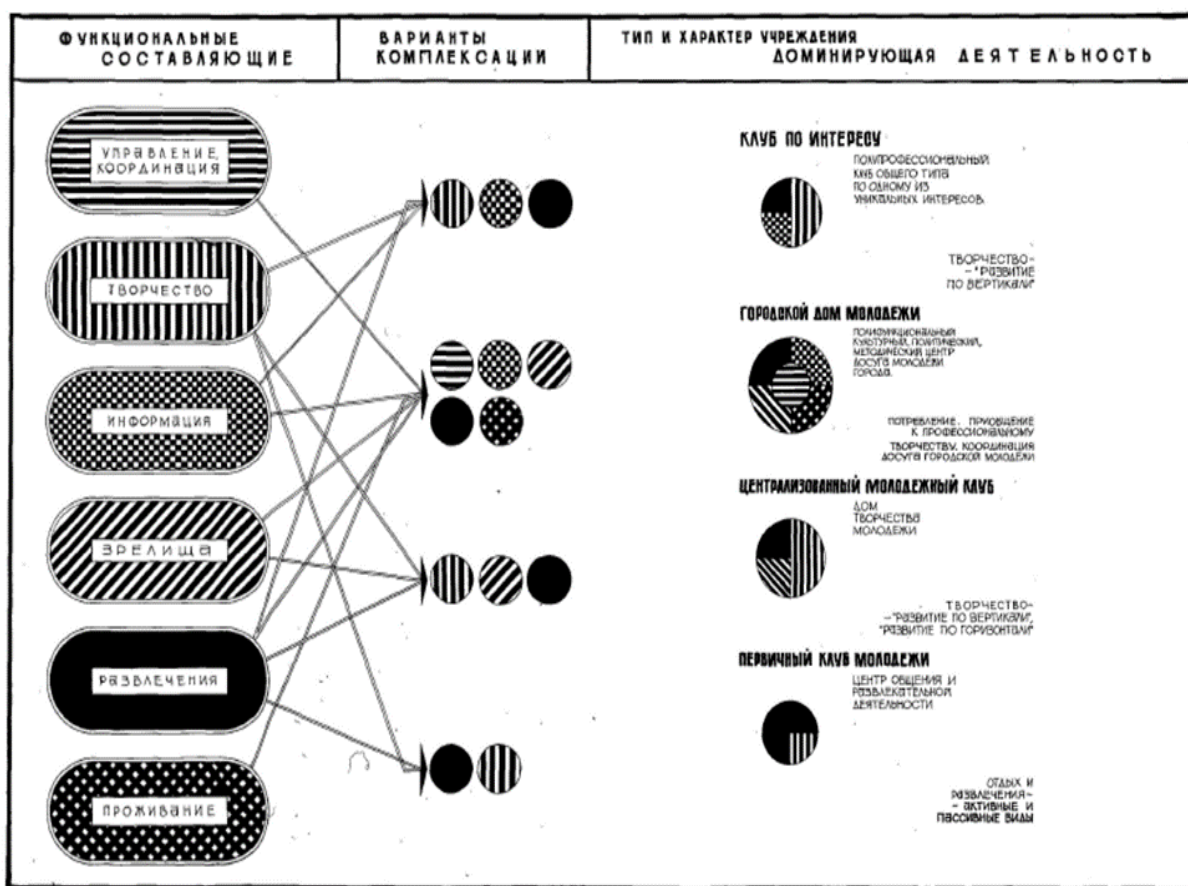 ФУНКЦИОНАЛЬНЫЕ
СОСТАВЛЯЮЩИЕ
ВАРИАНТЫ
КОМПЛЕКСАЦИИ
ТИП И ХАРАКТЕР УЧРЕЖДЕНИЯ
ДОМИНИРУЮЩАЯ ДЕЯТЕЛЬНОСТЬ
УПРАВЛЕНИЕ,
КООРДИНАЦИЯ
ТВОРЧЕСТВО
ИНФОРМАЦИЯ
ЗРЕЛИЩА
РАЗВЛЕЧЕНИЯ
ПРОЖИВАНИЕ
КЛУБ ПО ИНТЕРЕСУ
ПОЛУПРОФЕССИОНАЛЬНЫЙ
КЛУБ ОБЩЕГО ТИПА
ПО ОДНОМУ ИЗ
УНИКАЛЬНЫХ ИНТЕРЕСОВ.
ТВОРЧЕСТВО-
-"РАЗВИТИЕ
ПО ВЕРТИКАЛИ"
ГОРОДСКОЙ ДОМ МОЛОДЕЖИ
ПОЛИФУНКЦИОНАЛЬНЫЙ
КУЛЬТУРНЫЙ, ПОЛИТИЧЕСКИЙ,
МЕТОДИЧЕСКИЙ ЦЕНТР
ДОСУГА МОЛОДЕЖИ
ГОРОДА.
ПОТРЕБЛЕНИЕ. ПРИОБЩЕНИЕ
К ПРОФЕССИОНАЛЬНОМУ
ТВОРЧЕСТВУ. КООРДИНАЦИЯ
ДОСУГА ГОРОДСКОЙ МОЛОДЕЖИ
ЦЕНТРАЛИЗОВАННЫЙ МОЛОДЕЖНЫЙ КЛУБ
ДОМ
ТВОРЧЕСТВА
МОЛОДЕЖИ
ТВОРЧЕСТВО-
-"РАЗВИТИЕ ПО ВЕРТИКАЛИ",
"РАЗВИТИЕ ПО ГОРИЗОНТАЛИ"
ПЕРВИЧНЫЙ КЛУБ МОЛОДЕЖИ
ЦЕНТР ОБЩЕНИЯ И
РАЗВЛЕКАТЕЛЬНОЙ
ДЕЯТЕЛЬНОСТИ
ОТДЫХ И
РАЗВЛЕЧЕНИЯ-
- АКТИВНЫЕ И
ПАССИВНЫЕ ВИДЫ